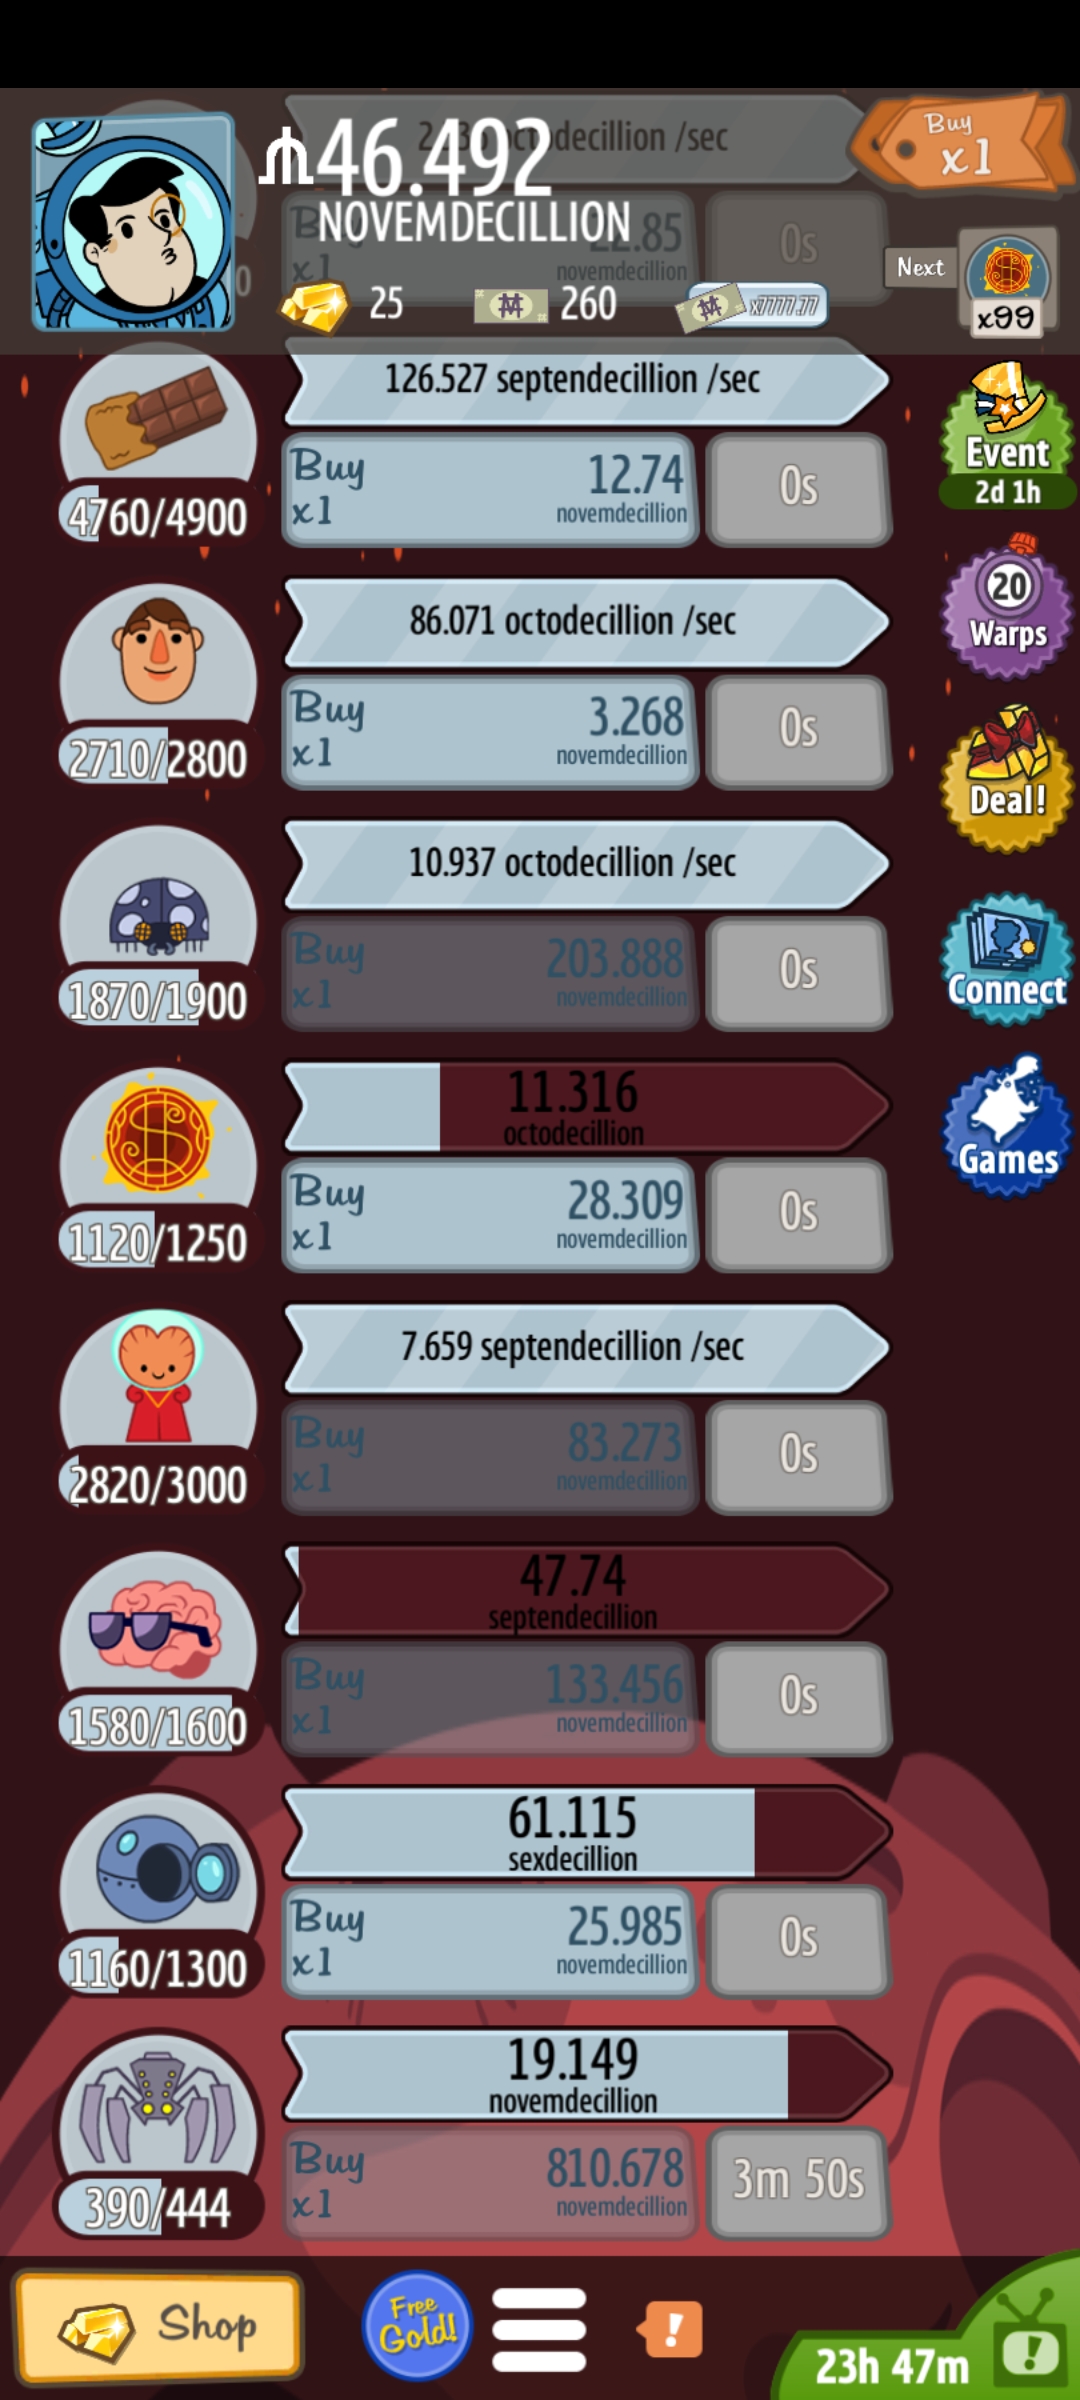 46.492
NOVEMDECILLION
octodecillion /sec
Buy
x1
22.85
novemdecillion
0s
Buy
x1
25
260
x7777.77
Next
x99
126.527 septendecillion /sec
4760/4900
Buy
x1
12.74
novemdecillion
0s
Event
2d 1h
20
Warps
86.071 octodecillion /sec
2710/2800
Buy
x1
3.268
novemdecillion
0s
Deal!
10.937 octodecillion /sec
1870/1900
Buy
x1
203.888
novemdecillion
0s
Connect
11.316
octodecillion
1120/1250
Buy
x1
28.309
novemdecillion
0s
Games
7.659 septendecillion /sec
2820/3000
Buy
x1
83.273
novemdecillion
0s
47.74
septendecillion
1580/1600
Buy
x1
133.456
novemdecillion
0s
61.115
sexdecillion
1160/1300
Buy
x1
25.985
novemdecillion
0s
19.149
novemdecillion
390/444
Buy
x1
810.678
novemdecillion
3m 50s
Shop
Free
Gold!
!
23h 47m
!